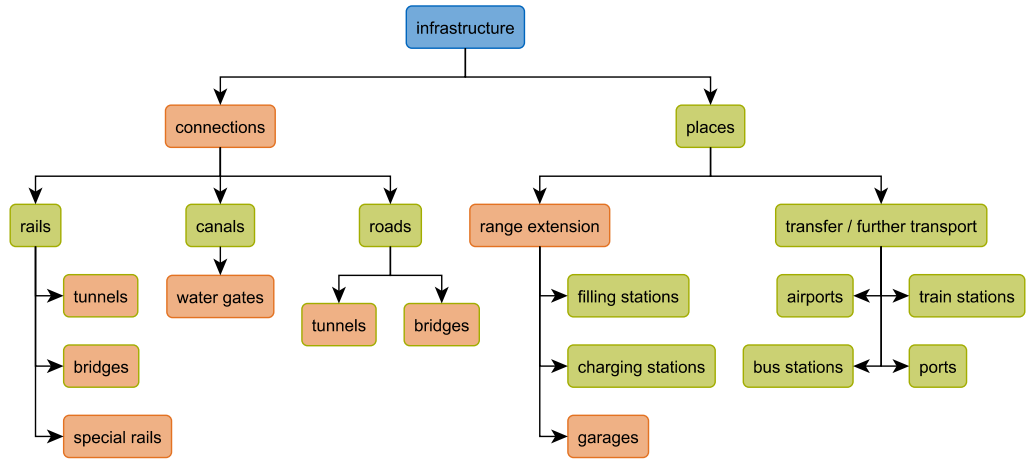 infrastructure
connections
places
rails
canals
roads
range extension
transfer / further transport
tunnels
water gates
tunnels
bridges
filling stations
airports
train stations
bridges
charging stations
bus stations
ports
special rails
garages